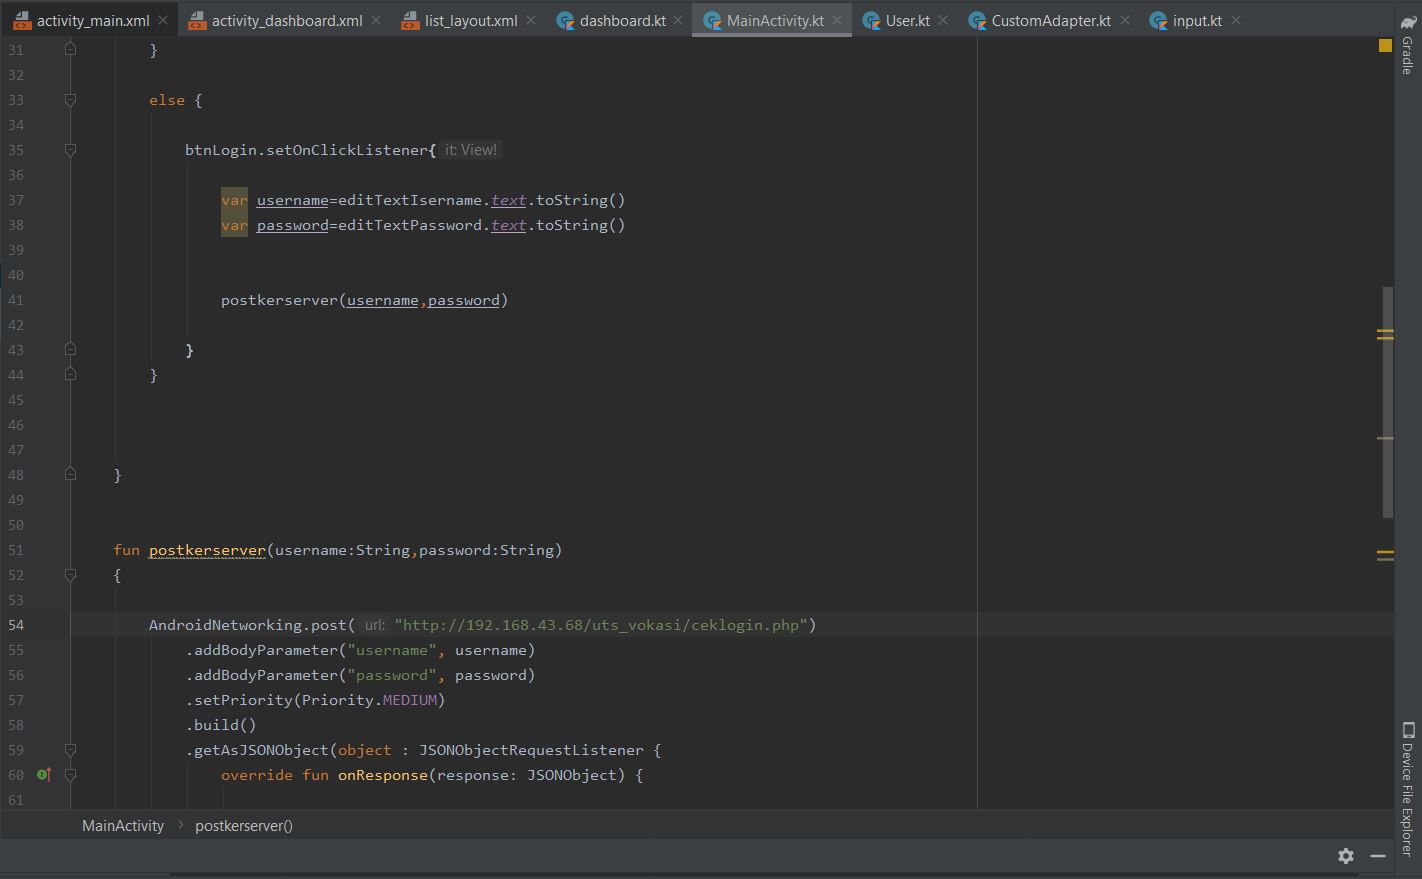 activity_main.xml activity_dashboard.xml list_layout.xml dashboard.kt MainActivity.kt User.kt CustomAdapter.kt input.kt
Gradle
31 }
32
33 else {
34
35 btnLogin.setOnClickListener{ it: View!
36
37 var username=editTextIsername.text.toString()
38 var password=editTextPassword.text.toString()
39
40
41 postkerserver(username,password)
42
43 }
44 }
45
46
47
48 }
49
50
51 fun postkerserver(username:String,password:String)
52 {
53
54 AndroidNetworking.post( url: "http://192.168.43.68/uts_vokasi/ceklogin.php")
55 .addBodyParameter("username", username)
56 .addBodyParameter("password", password)
57 .setPriority(Priority.MEDIUM)
58 .build()
59 .getAsJSONObject(object : JSONObjectRequestListener {
60 override fun onResponse(response: JSONObject) {
61
Device File Explorer
MainActivity > postkerserver()